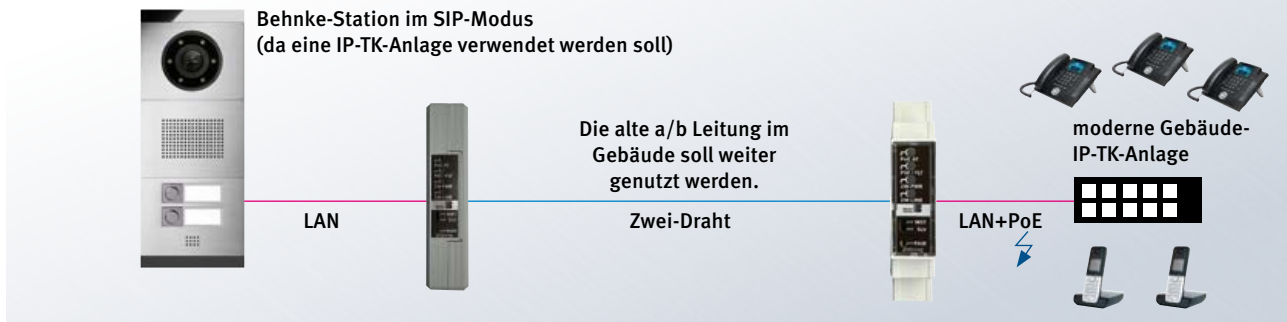 Behnke-Station im SIP-Modus
(da eine IP-TK-Anlage verwendet werden soll)
Die alte a/b Leitung im
Gebäude soll weiter
genutzt werden.
moderne Gebäude-
IP-TK-Anlage
LAN
Zwei-Draht
LAN+PoE